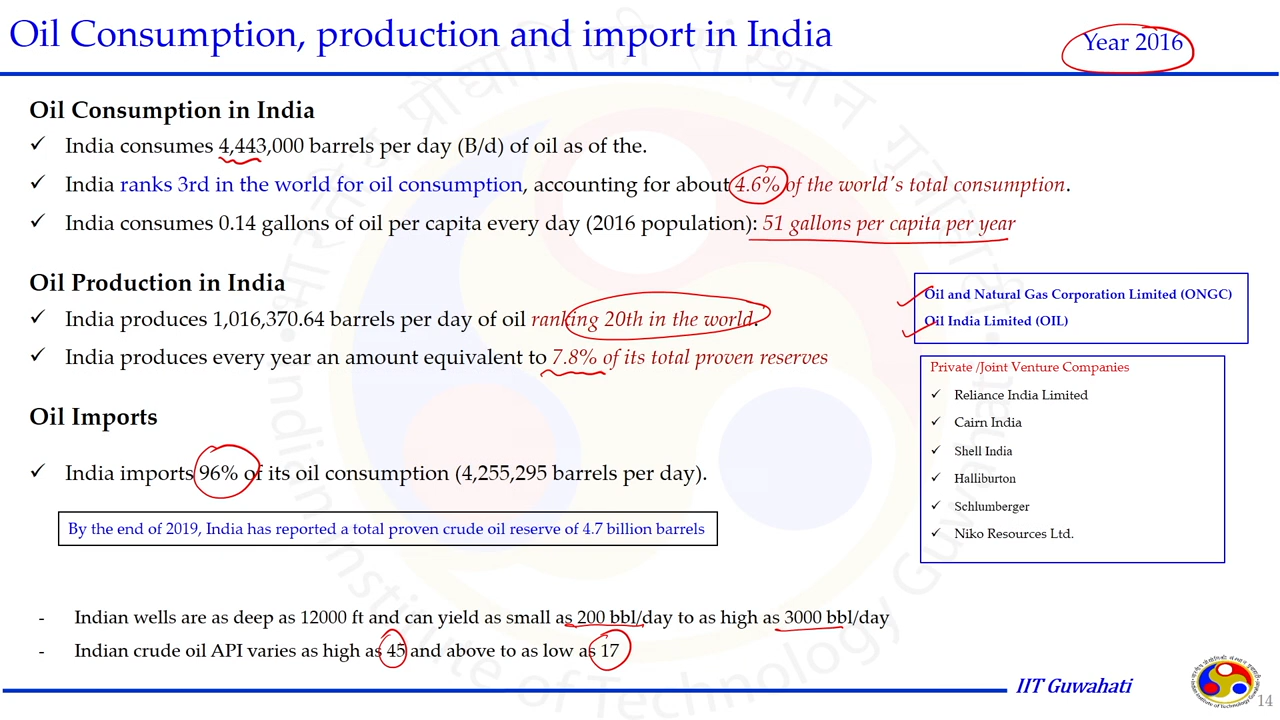 Oil Consumption, production and import in India
Year 2016
Oil Consumption in India
✓ India consumes 4,443,000 barrels per day (B/d) of oil as of the.
✓ India ranks 3rd in the world for oil consumption, accounting for about 4.6% of the world's total consumption.
✓ India consumes 0.14 gallons of oil per capita every day (2016 population): 51 gallons per capita per year
Oil Production in India
✓ India produces 1,016,370.64 barrels per day of oil ranking 20th in the world.
✓ India produces every year an amount equivalent to 7.8% of its total proven reserves
Oil Imports
✓ India imports 96% of its oil consumption (4,255,295 barrels per day).
By the end of 2019, India has reported a total proven crude oil reserve of 4.7 billion barrels
Oil and Natural Gas Corporation Limited (ONGC)
Oil India Limited (OIL)
Private /Joint Venture Companies
✓ Reliance India Limited
✓ Cairn India
✓ Shell India
✓ Halliburton
✓ Schlumberger
✓ Niko Resources Ltd.
- Indian wells are as deep as 12000 ft and can yield as small as 200 bbl/day to as high as 3000 bbl/day
- Indian crude oil API varies as high as 45 and above to as low as 17
IIT Guwahati
14
Indian Institute of Technology Guwahati